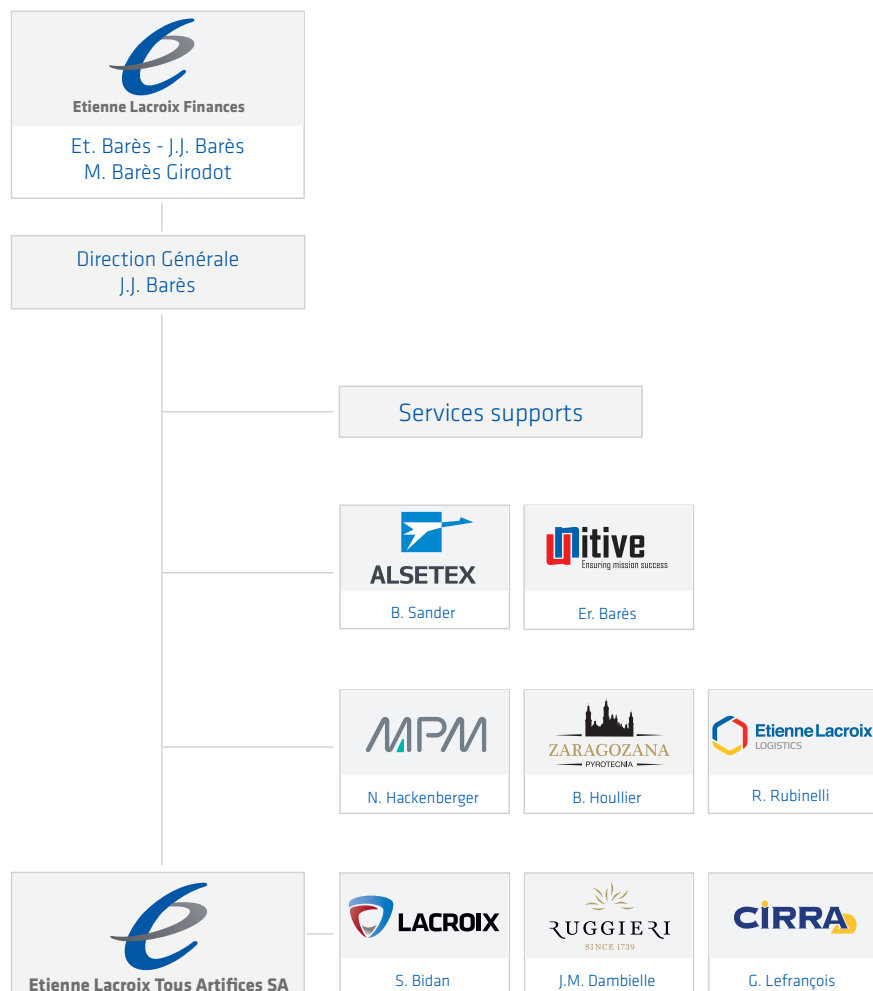 Etienne Lacroix Finances
Et. Barès - J.J. Barès
M. Barès Girodot
Direction Générale
J.J. Barès
Services supports
ALSETEX
B. Sander
unitive
Ensuring mission success
Er. Barès
MPM
N. Hackenberger
ZARAGOZANA
PYROTECNIA
B. Houllier
Etienne Lacroix
LOGISTICS
R. Rubinelli
Etienne Lacroix Tous Artifices SA
LACROIX
S. Bidan
RUGGIERI
SINCE 1739
J.M. Dambielle
CIRRA
G. Lefrançois